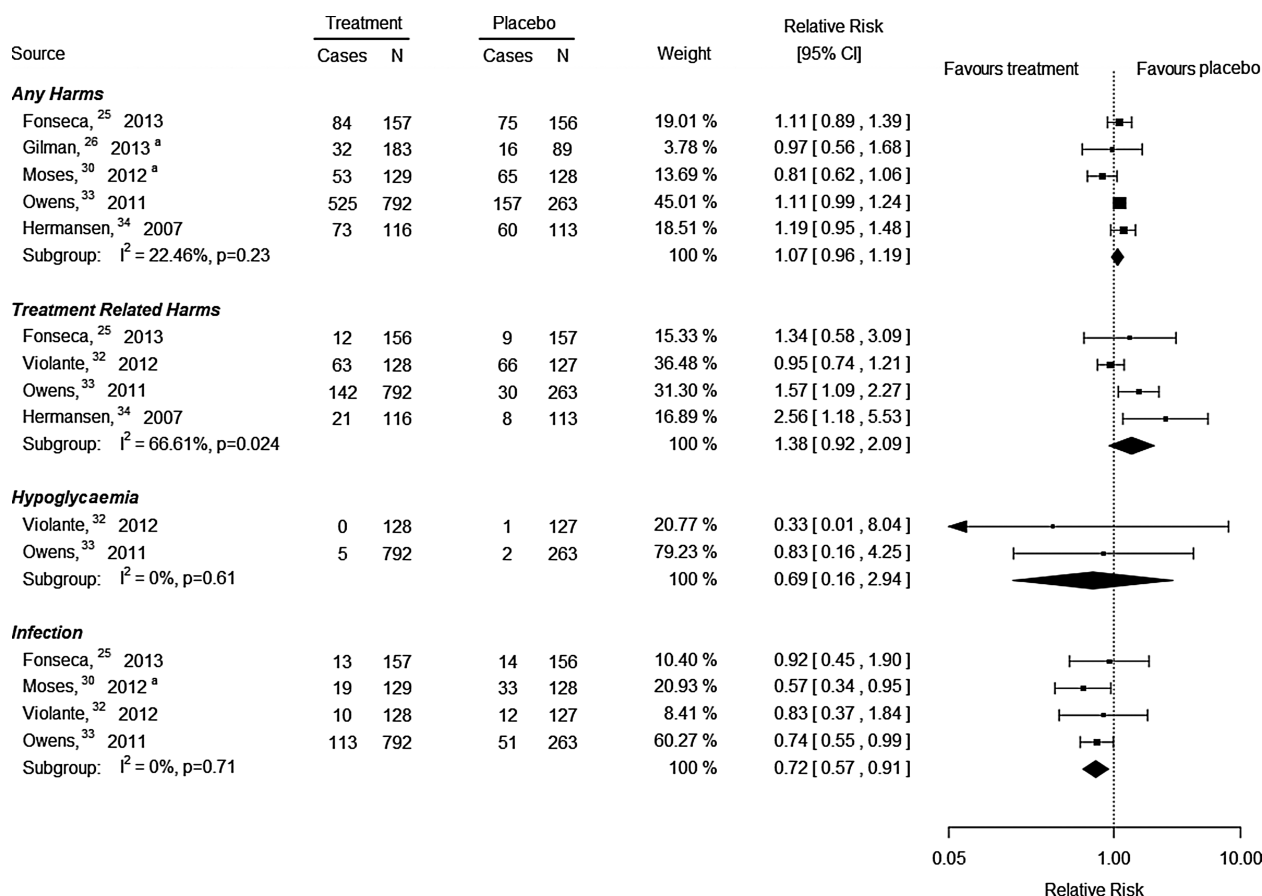 Treatment Placebo Relative Risk
Source Cases N Cases N Weight [95% CI] Favours treatment Favours placebo
Any Harms
Fonseca, 25 2013 84 157 75 156 19.01 % 1.11 [ 0.89 , 1.39 ]
Gilman, 26 2013 a 32 183 16 89 3.78 % 0.97 [ 0.56 , 1.68 ]
Moses, 30 2012 a 53 129 65 128 13.69 % 0.81 [ 0.62 , 1.06 ]
Owens, 33 2011 525 792 157 263 45.01 % 1.11 [ 0.99 , 1.24 ]
Hermansen, 34 2007 73 116 60 113 18.51 % 1.19 [ 0.95 , 1.48 ]
Subgroup: I2 = 22.46%, p=0.23 100 % 1.07 [ 0.96 , 1.19 ]
Treatment Related Harms
Fonseca, 25 2013 12 156 9 157 15.33 % 1.34 [ 0.58 , 3.09 ]
Violante, 32 2012 63 128 66 127 36.48 % 0.95 [ 0.74 , 1.21 ]
Owens, 33 2011 142 792 30 263 31.30 % 1.57 [ 1.09 , 2.27 ]
Hermansen, 34 2007 21 116 8 113 16.89 % 2.56 [ 1.18 , 5.53 ]
Subgroup: I2 = 66.61%, p=0.024 100 % 1.38 [ 0.92 , 2.09 ]
Hypoglycaemia
Violante, 32 2012 0 128 1 127 20.77 % 0.33 [ 0.01 , 8.04 ]
Owens, 33 2011 5 792 2 263 79.23 % 0.83 [ 0.16 , 4.25 ]
Subgroup: I2 = 0%, p=0.61 100 % 0.69 [ 0.16 , 2.94 ]
Infection
Fonseca, 25 2013 13 157 14 156 10.40 % 0.92 [ 0.45 , 1.90 ]
Moses, 30 2012 a 19 129 33 128 20.93 % 0.57 [ 0.34 , 0.95 ]
Violante, 32 2012 10 128 12 127 8.41 % 0.83 [ 0.37 , 1.84 ]
Owens, 33 2011 113 792 51 263 60.27 % 0.74 [ 0.55 , 0.99 ]
Subgroup: I2 = 0%, p=0.71 100 % 0.72 [ 0.57 , 0.91 ]
0.05 1.00 10.00
Relative Risk